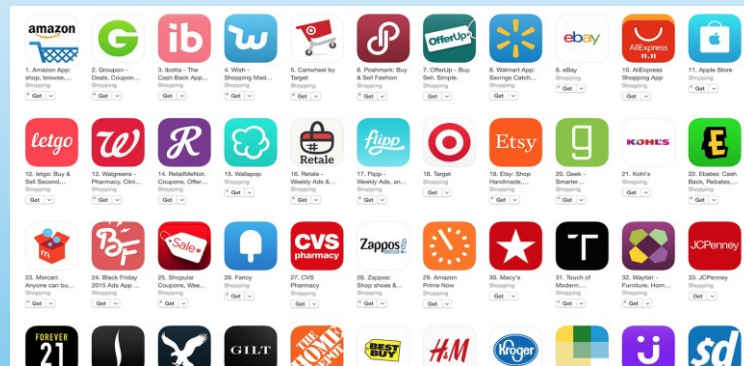 amazon
ib
OfferUp
ebay
AliExpress
11.11
1. Amazon App:
shop, browse,...
Shopping
Get
2. Groupon -
Deals, Coupon...
Shopping
Get
3. Ibotta - The
Cash Back App...
Shopping
Get
4. Wish -
Shopping Mad...
Shopping
Get
5. Cartwheel by
Target
Shopping
Get
6. Poshmark: Buy
& Sell Fashion
Shopping
Get
7. OfferUp - Buy.
Sell. Simple.
Shopping
Get
8. Walmart App:
Savings Catch...
Shopping
Get
9. eBay
Shopping
Get
10. AliExpress
Shopping App
Shopping
Get
11. Apple Store
Shopping
Get
letgo
W
R
Retale
flipp
Etsy
g
KOHL'S
E
12. letgo: Buy &
Sell Second...
Shopping
Get
13. Walgreens -
Pharmacy, Clini...
Shopping
Get
14. RetailMeNot:
Coupons, Offer...
Shopping
Get
15. Wallapop
Shopping
Get
16. Retale -
Weekly Ads &...
Shopping
Get
17. Flipp -
Weekly Ads, an...
Shopping
Get
18. Target
Shopping
Get
19. Etsy: Shop
Handmade,...
Shopping
Get
20. Geek -
Smarter...
Shopping
Get
21. Kohl's
Shopping
Get
22. Ebates: Cash
Back, Rebates,...
Shopping
Get
m
BF
Sale
CVS
pharmacy
Zappos
T
JCPenney
23. Mercari:
Anyone can bu...
Shopping
Get
24. Black Friday
2015 Ads App ...
Shopping
Get
25. Shopular
Coupons, Wee...
Shopping
Get
26. Fancy
Shopping
Get
27. CVS
Pharmacy
Shopping
Get
28. Zappos:
Shop shoes &...
Shopping
Get
29. Amazon
Prime Now
Shopping
Get
30. Macy's
Shopping
Get
31. Touch of
Modern:...
Shopping
Get
32. Wayfair -
Furniture, Hom...
Shopping
Get
33. JCPenney
Shopping
Get
FOREVER
21
GILT
THE
HOME
DEPOT
BEST
BUY
H&M
Kroger
$d